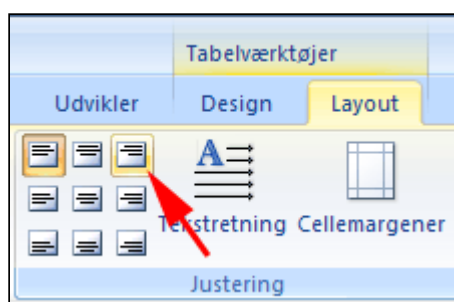 Tabelværktøjer
Udvikler Design Layout
Tekstretning Cellemargener
Justering